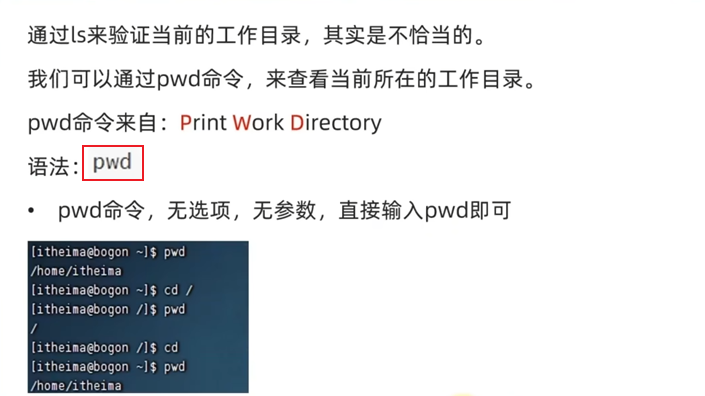 通过ls来验证当前的工作目录，其实是不恰当的。
我们可以通过pwd命令，来查看当前所在的工作目录。
pwd命令来自：Print Work Directory
语法：pwd
• pwd命令，无选项，无参数，直接输入pwd即可
[itheima@bogon ~]$ pwd
/home/itheima
[itheima@bogon ~]$ cd /
[itheima@bogon /]$ pwd
/
[itheima@bogon /]$ cd
[itheima@bogon ~]$ pwd
/home/itheima